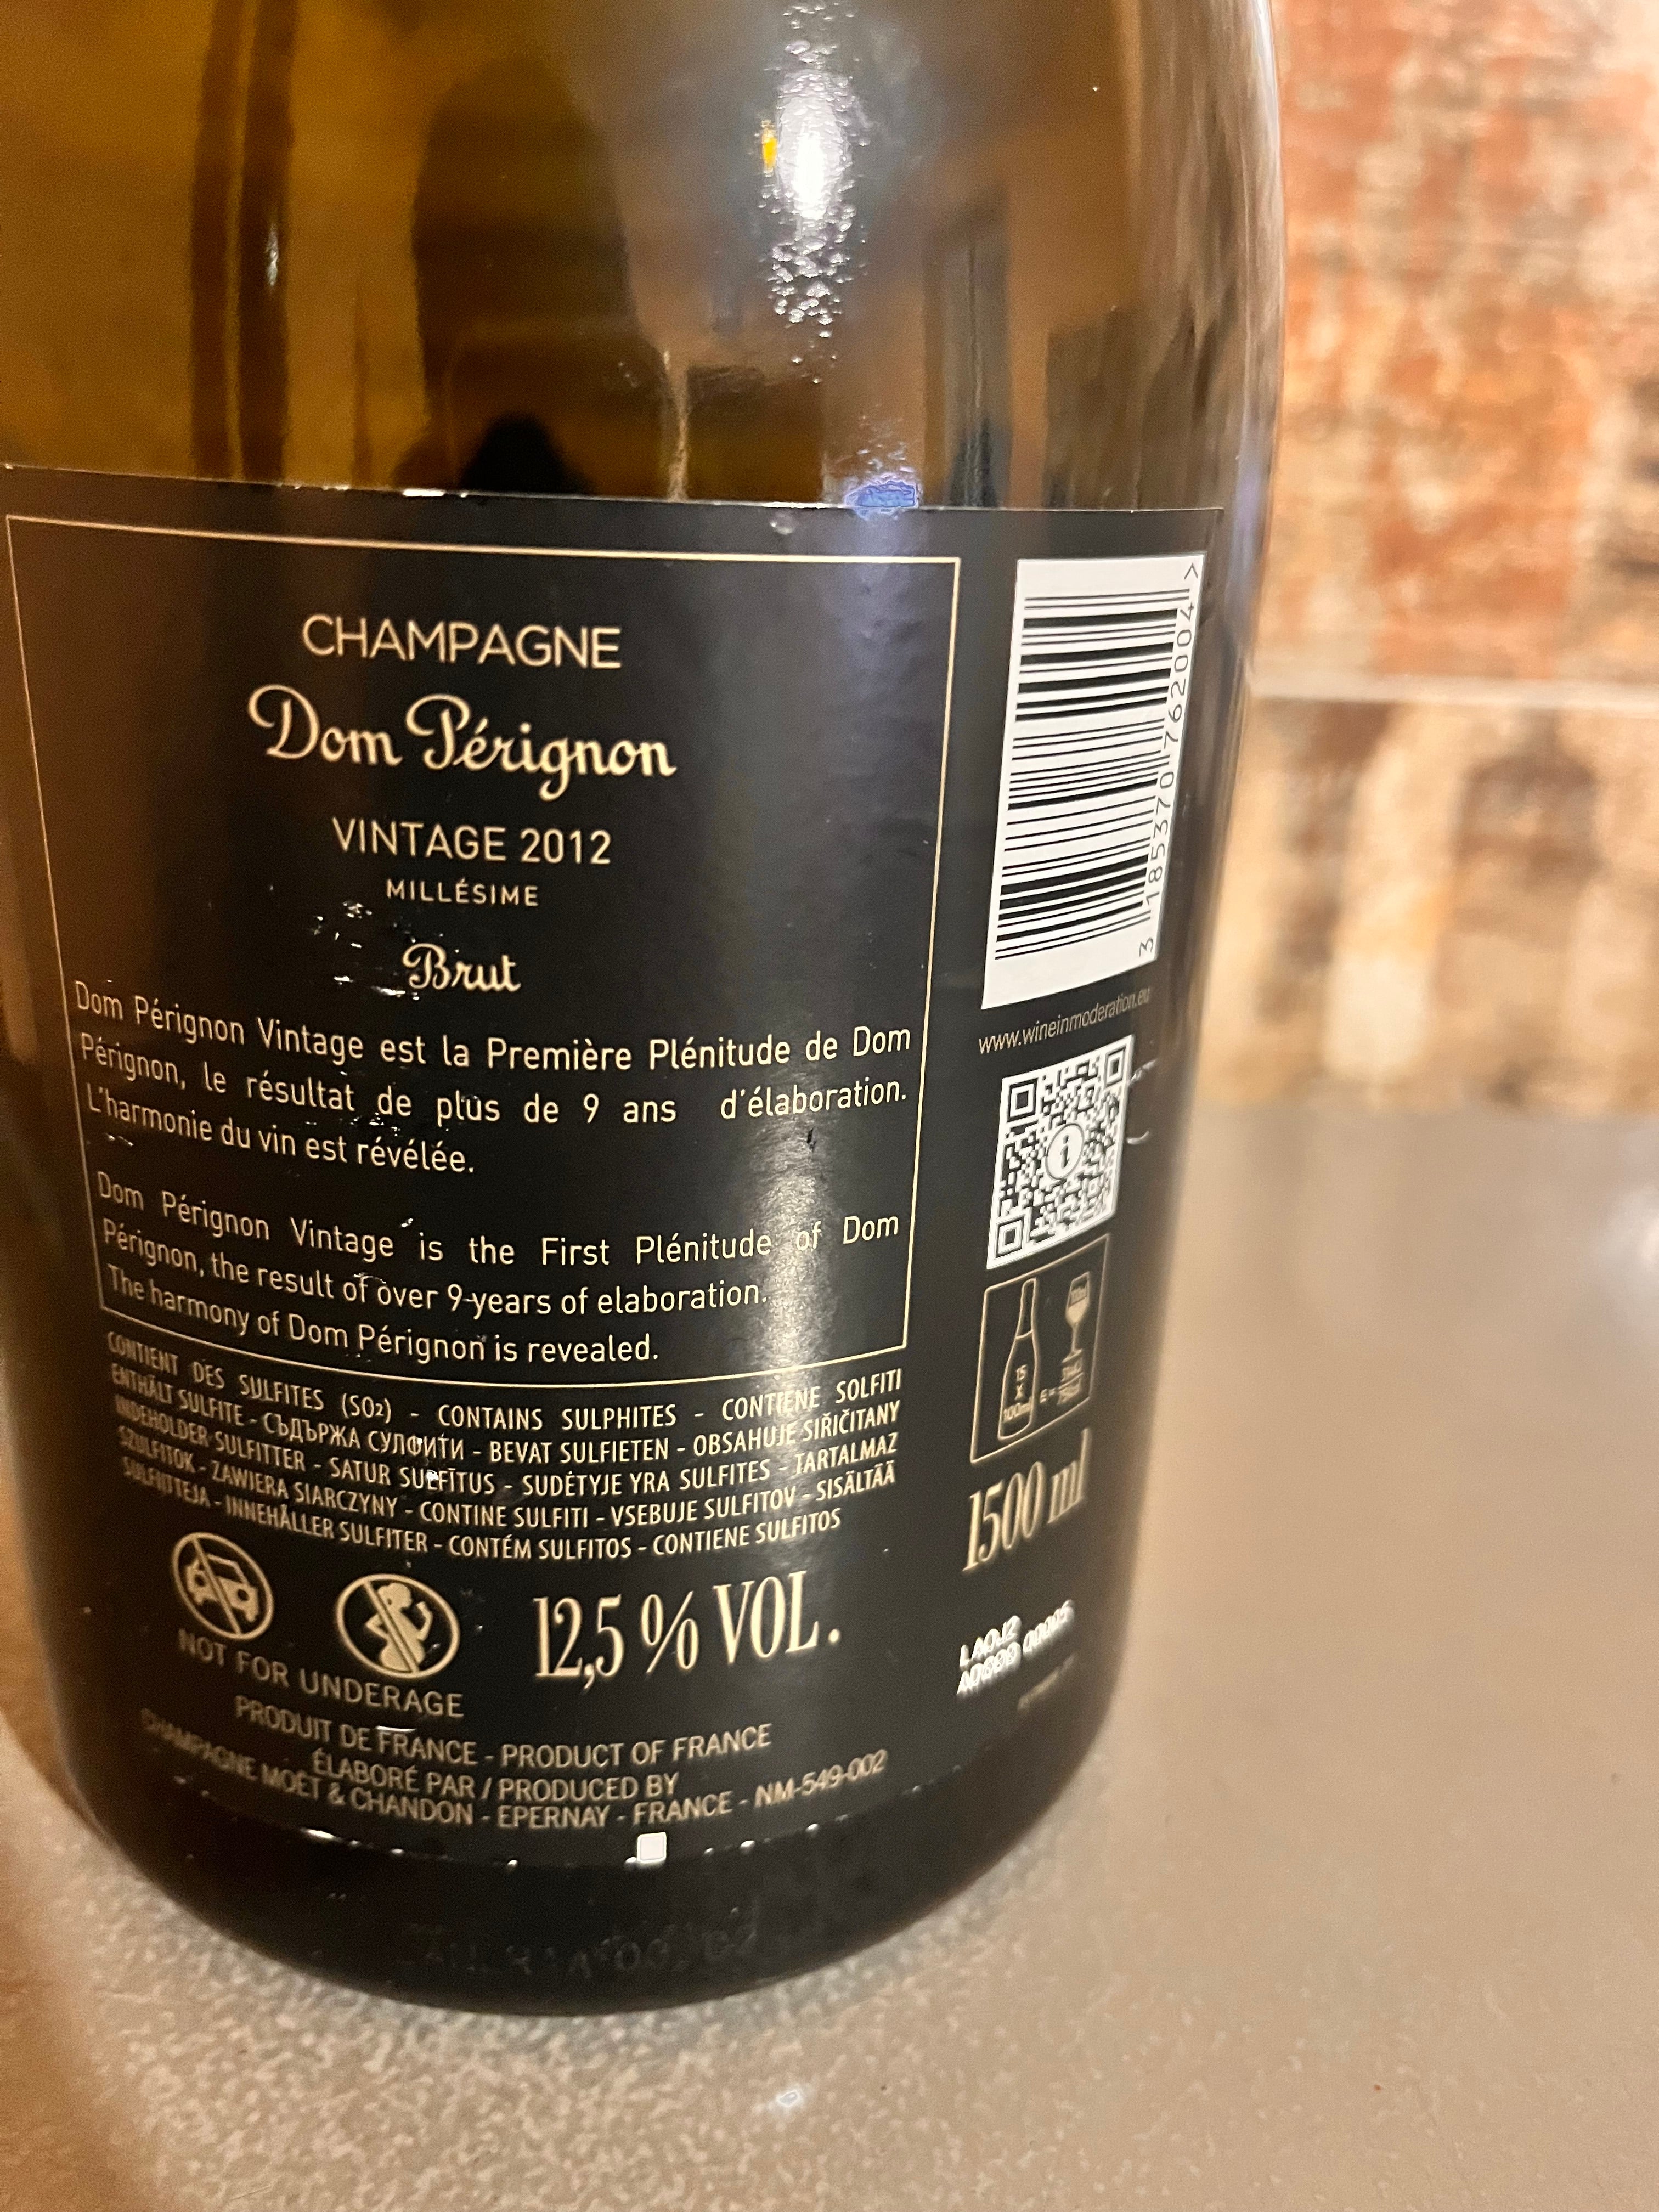 CHAMPAGNE
Dom Pérignon
VINTAGE 2012
MILLÉSIME
Brut
Dom Pérignon Vintage est la Première Plénitude de Dom
Pérignon, le résultat de plus de 9 ans d'élaboration.
L'harmonie du vin est révélée.
Dom Pérignon Vintage is the First Plénitude of Dom
Pérignon, the result of over 9-years of elaboration.
The harmony of Dom Pérignon is revealed.
CONTIENT DES SULFITES (SO2) - CONTAINS SULPHITES - CONTIENE SOLFITI
ENTHÄLT SULFITE - СЪДЪРЖА СУЛФИТИ - BEVAT SULFIETEN - OBSAHUJE SIŘIČITANY
INDEHOLDER SULFITTER - SATUR SULFĪTUS - SUDĖTYJE YRA SULFITES - TARTALMAZ
SZULFITOK - ZAWIERA SIARCZYNY - CONTINE SULFITI - VSEBUJE SULFITOV - SISÄLTÄÄ
SULFIITTEJA - INNEHÅLLER SULFITER - CONTÉM SULFITOS - CONTIENE SULFITOS
NOT FOR UNDERAGE
12,5 % VOL.
PRODUIT DE FRANCE - PRODUCT OF FRANCE
ÉLABORÉ PAR / PRODUCED BY
CHAMPAGNE MOËT & CHANDON - EPERNAY - FRANCE - NM-549-002
3 185370 762004 >
www.wineinmoderation.eu
i
15
X
100ml
E=
1500 ml